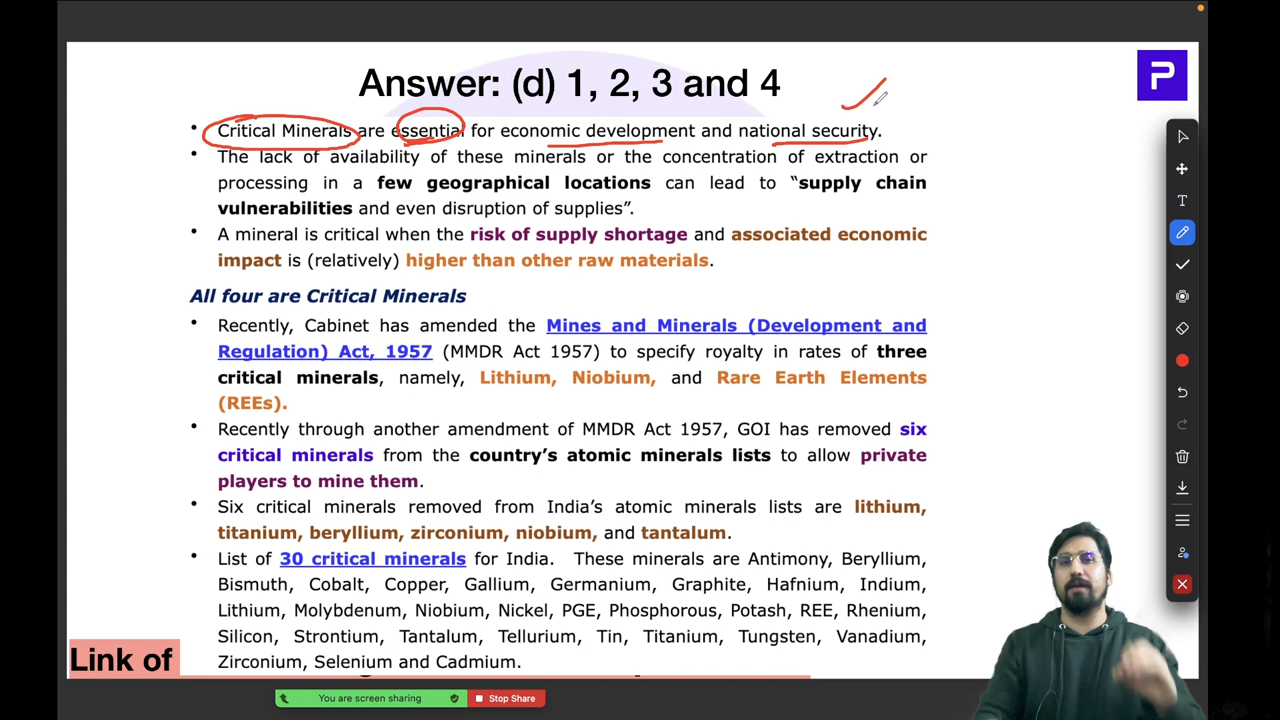 Answer: (d) 1, 2, 3 and 4
P
• Critical Minerals are essential for economic development and national security.
• The lack of availability of these minerals or the concentration of extraction or
processing in a few geographical locations can lead to “supply chain
vulnerabilities and even disruption of supplies”.
• A mineral is critical when the risk of supply shortage and associated economic
impact is (relatively) higher than other raw materials.
All four are Critical Minerals
• Recently, Cabinet has amended the Mines and Minerals (Development and
Regulation) Act, 1957 (MMDR Act 1957) to specify royalty in rates of three
critical minerals, namely, Lithium, Niobium, and Rare Earth Elements
(REEs).
• Recently through another amendment of MMDR Act 1957, GOI has removed six
critical minerals from the country’s atomic minerals lists to allow private
players to mine them.
• Six critical minerals removed from India’s atomic minerals lists are lithium,
titanium, beryllium, zirconium, niobium, and tantalum.
• List of 30 critical minerals for India. These minerals are Antimony, Beryllium,
Bismuth, Cobalt, Copper, Gallium, Germanium, Graphite, Hafnium, Indium,
Lithium, Molybdenum, Niobium, Nickel, PGE, Phosphorous, Potash, REE, Rhenium,
Silicon, Strontium, Tantalum, Tellurium, Tin, Titanium, Tungsten, Vanadium,
Zirconium, Selenium and Cadmium.
Link of
You are screen sharing
Stop Share
T